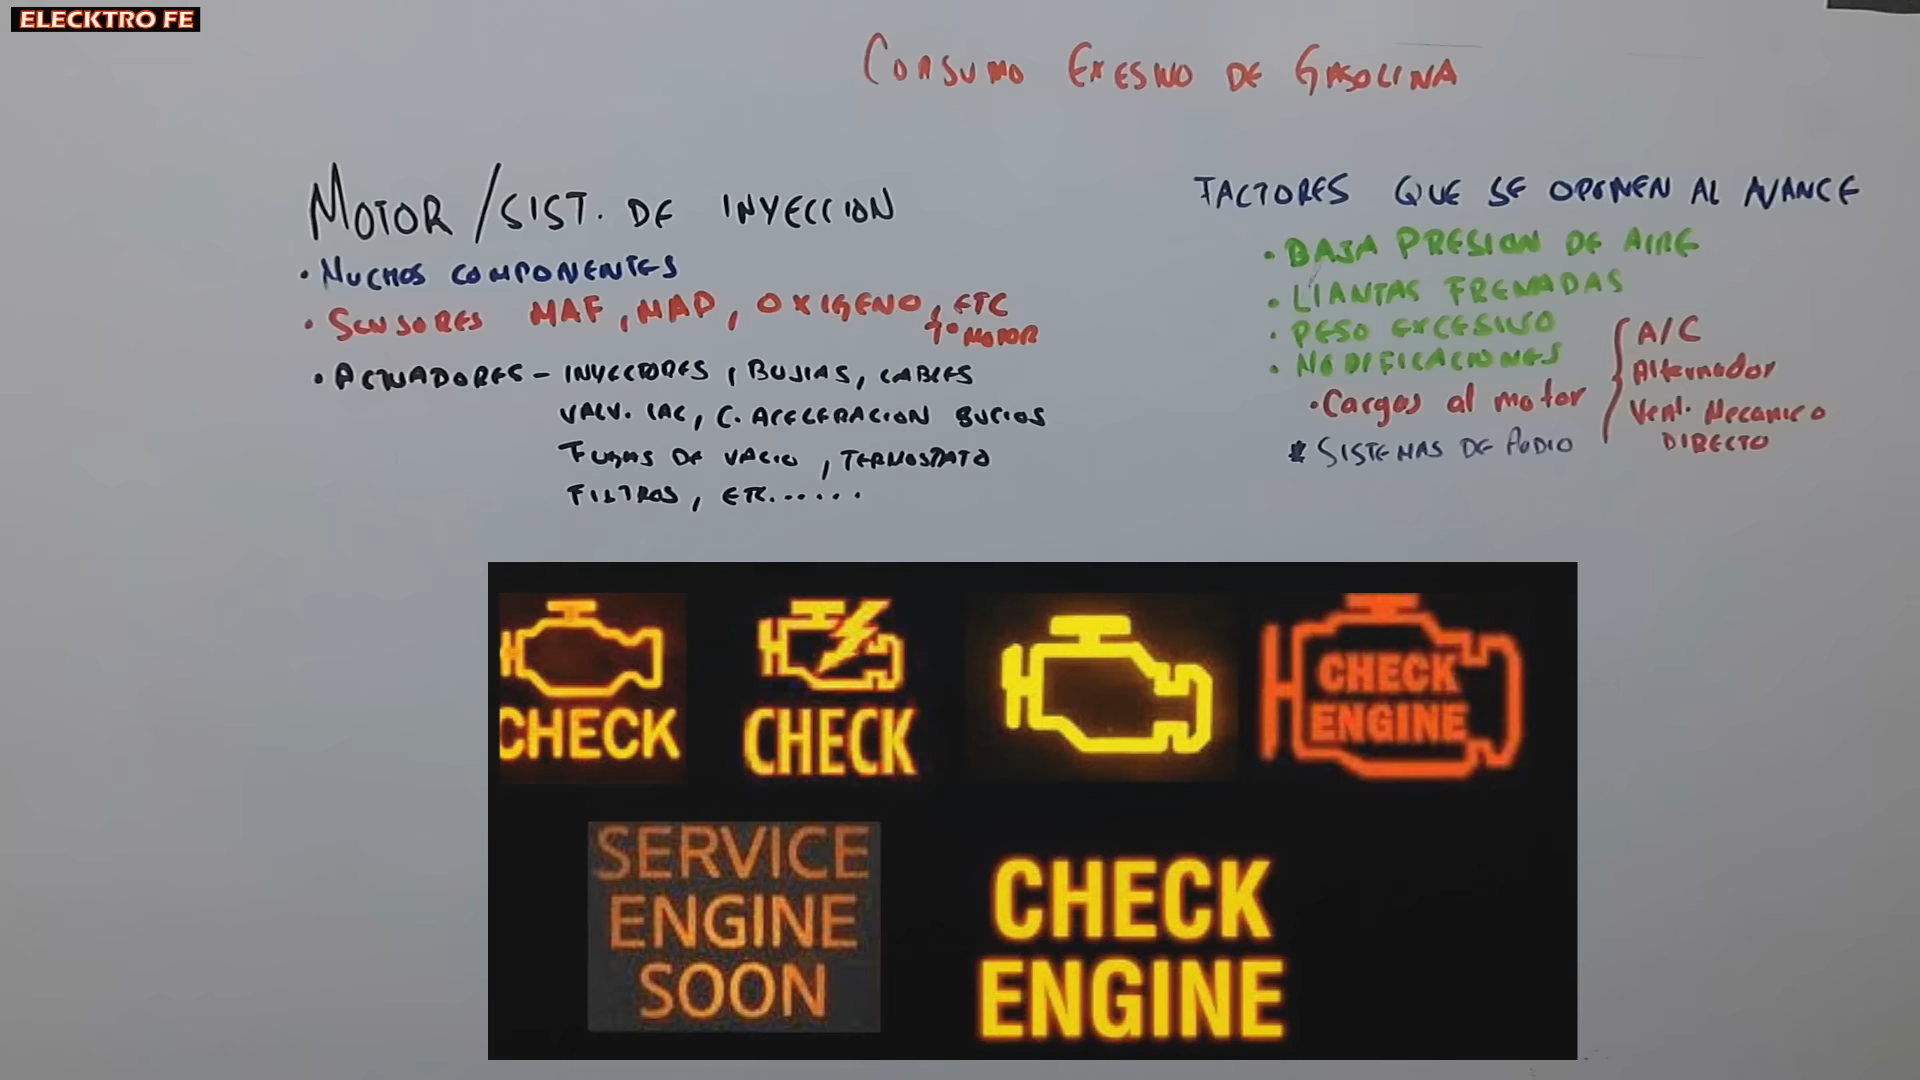 ELECKTRO FE
CONSUMO EXESIVO DE GASOLINA
MOTOR / SIST. DE INYECCION
• MUCHOS COMPONENTES
• SENSORES MAF, MAP, OXIGENO, ETC
T° MOTOR
• ACTUADORES - INYECTORES, BUJIAS, CABLES
VALV. IAC, C. ACELERACION SUCIOS
FUGAS DE VACIO, TERMOSTATO
FILTROS, ETC......
FACTORES QUE SE OPONEN AL AVANCE
• BAJA PRESION DE AIRE
• LLANTAS FRENADAS
• PESO EXCESIVO
• MODIFICACIONES
• Cargas al motor
A/C
Alternador
Vent. Mecanico
DIRECTO
* SISTEMAS DE AUDIO
CHECK
CHECK
CHECK
ENGINE
SERVICE
ENGINE
SOON
CHECK
ENGINE